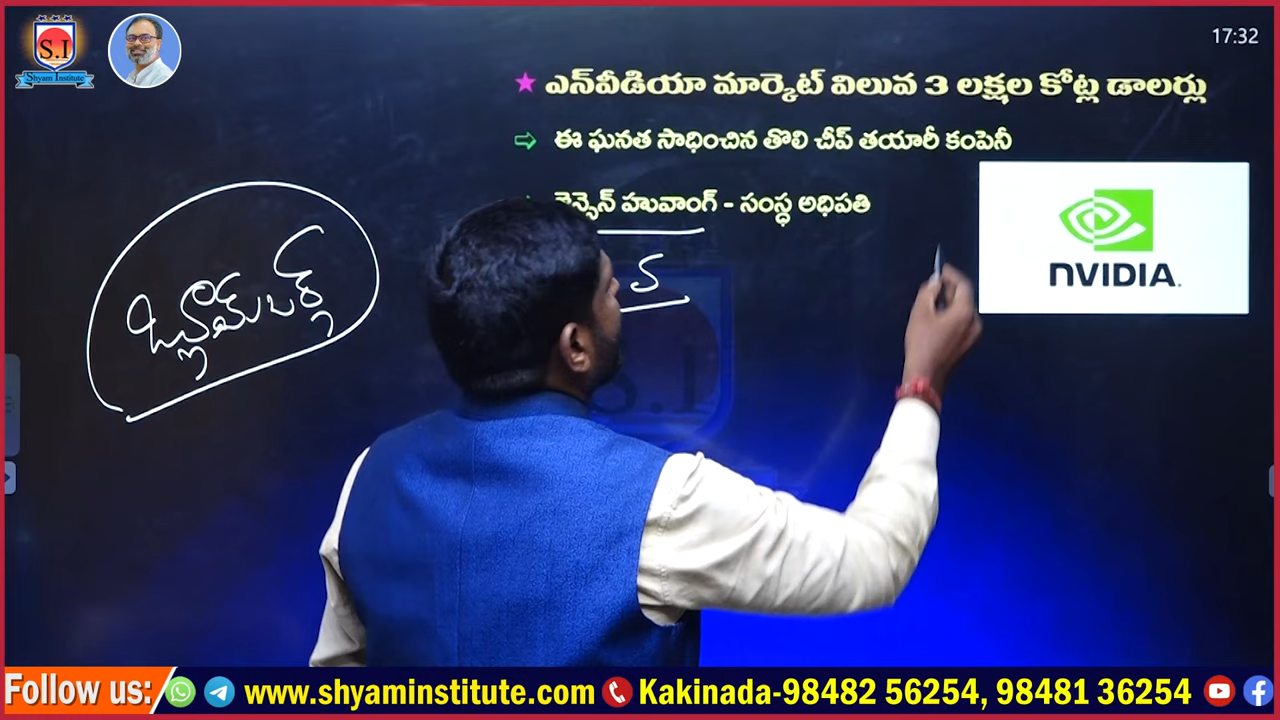 S.I
Shyam Institute
17:32
ఎన్‌వీడియా మార్కెట్ విలువ 3 లక్షల కోట్ల డాలర్లు
ఈ ఘనత సాధించిన తొలి చీప్ తయారీ కంపెనీ
హువాంగ్ - సంస్థ అధిపతి
బ్లూమ్‌బర్గ్
S.I
nVIDIA.
Follow us:
www.shyaminstitute.com
Kakinada-98482 56254, 98481 36254